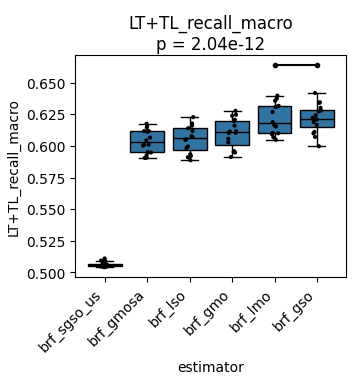 LT+TL_recall_macro
p = 2.04e-12
LT+TL_recall_macro
0.650
0.625
0.600
0.575
0.550
0.525
0.500
brf_sgso_us
brf_gmosa
brf_lso
brf_gmo
brf_lmo
brf_gso
estimator